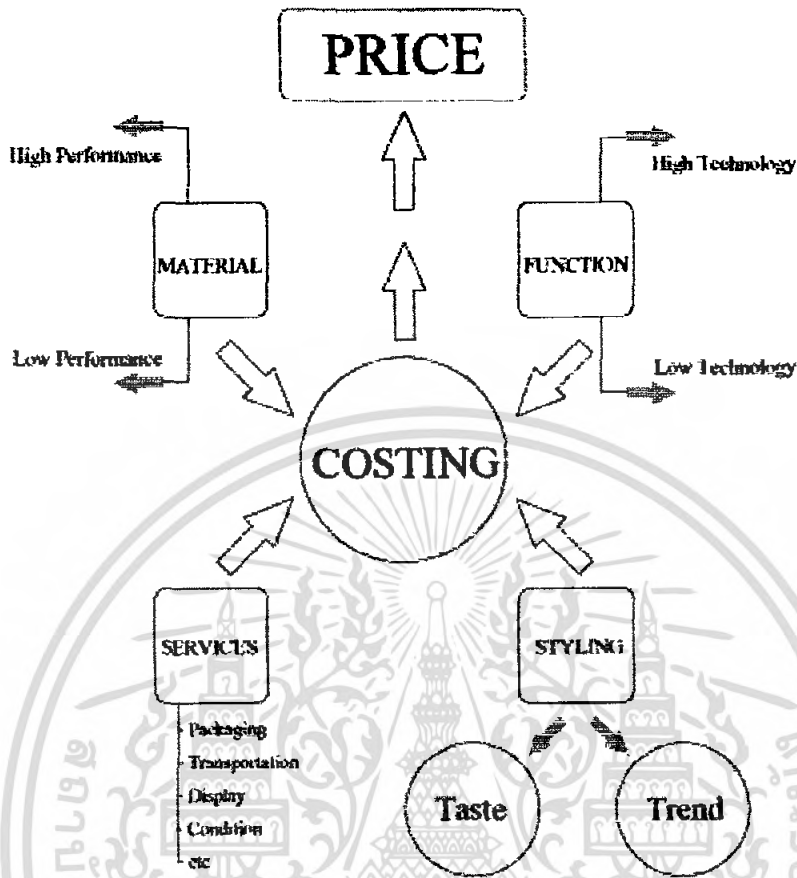 PRICE
High Performance
High Technology
MATERIAL
FUNCTION
Low Performance
Low Technology
COSTING
SERVICES
STYLING
Packaging
Transportation
Display
Condition
etc
Taste
Trend